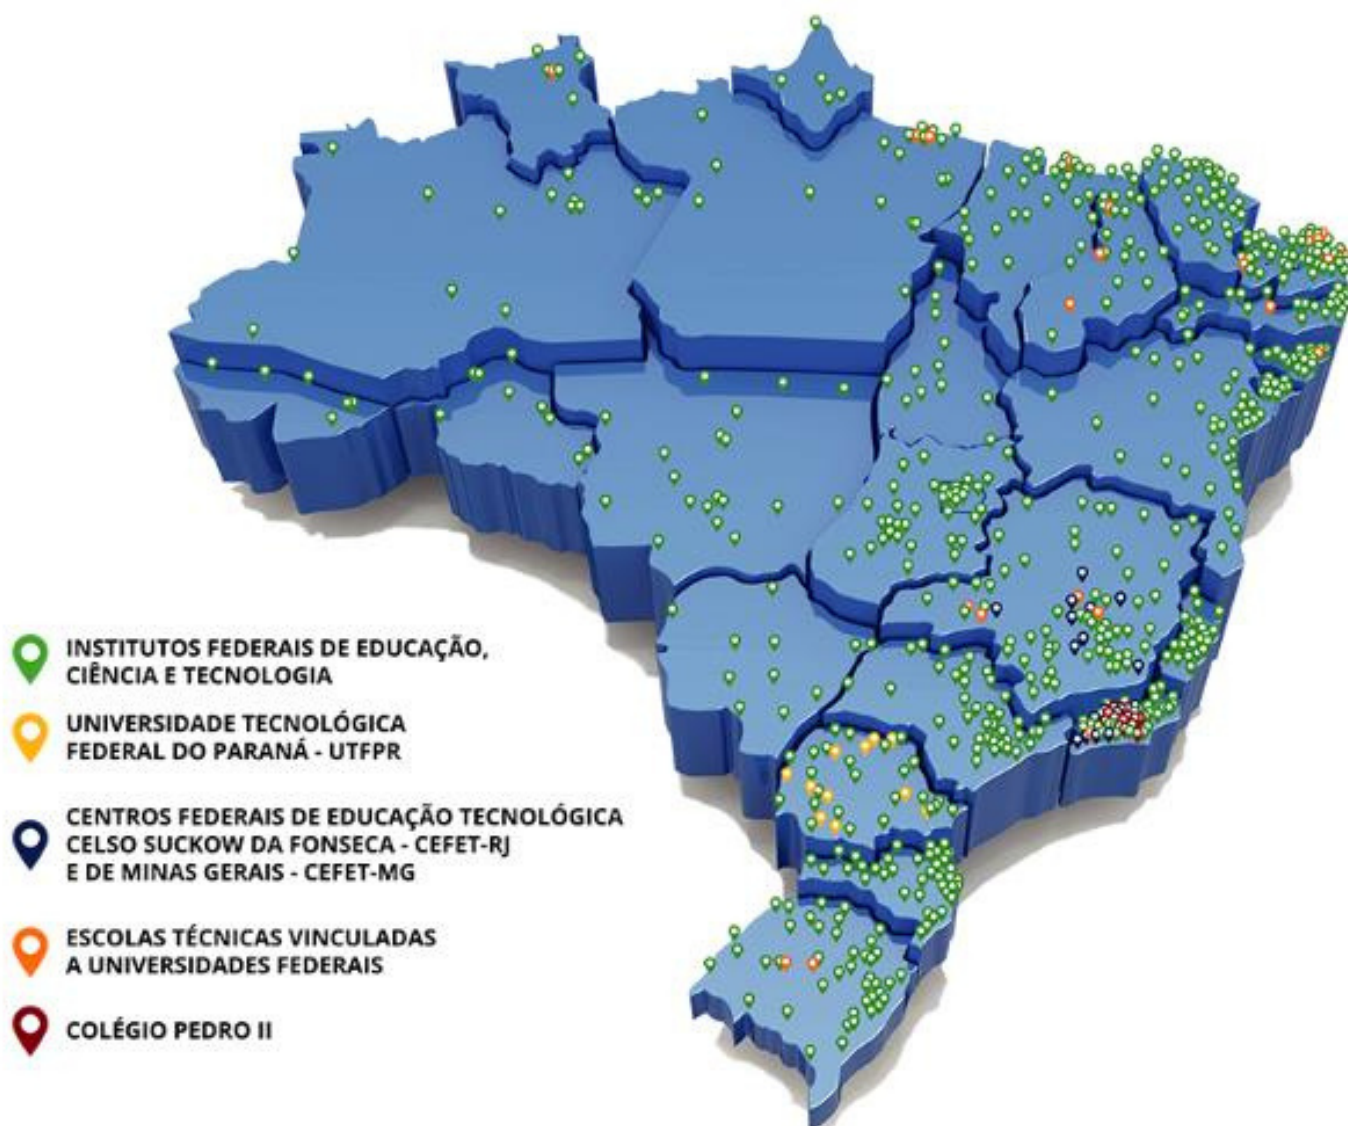 INSTITUTOS FEDERAIS DE EDUCAÇÃO,
CIÊNCIA E TECNOLOGIA
UNIVERSIDADE TECNOLÓGICA
FEDERAL DO PARANÁ - UTFPR
CENTROS FEDERAIS DE EDUCAÇÃO TECNOLÓGICA
CELSO SUCKOW DA FONSECA - CEFET-RJ
E DE MINAS GERAIS - CEFET-MG
ESCOLAS TÉCNICAS VINCULADAS
A UNIVERSIDADES FEDERAIS
COLÉGIO PEDRO II